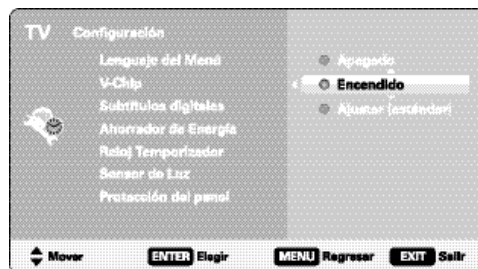 TV Configuración
Lenguaje del Menú
V-Chip
Subtítulos digitales
Ahorrador de Energía
Reloj Temporizador
Sensor de Luz
Protección del panel
Apagado
Encendido
Ajustar (estándar)
Mover ENTER Elegir MENU Regresar EXIT Salir